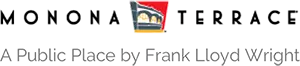 MONONA TERRACE
A Public Place by Frank Lloyd Wright